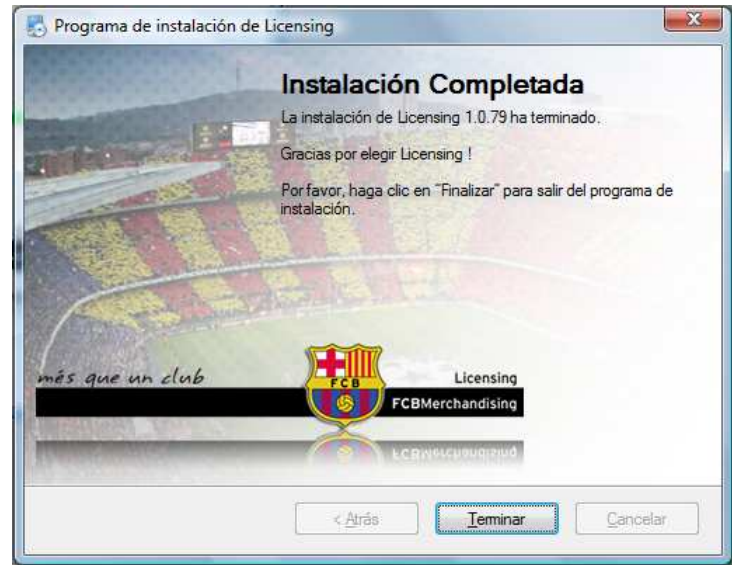 Programa de instalación de Licensing
Instalación Completada
La instalación de Licensing 1.0.79 ha terminado.
Gracias por elegir Licensing !
Por favor, haga clic en "Finalizar" para salir del programa de
instalación.
més que un club
FCB
Licensing
FCBMerchandising
< Atrás
Terminar
Cancelar